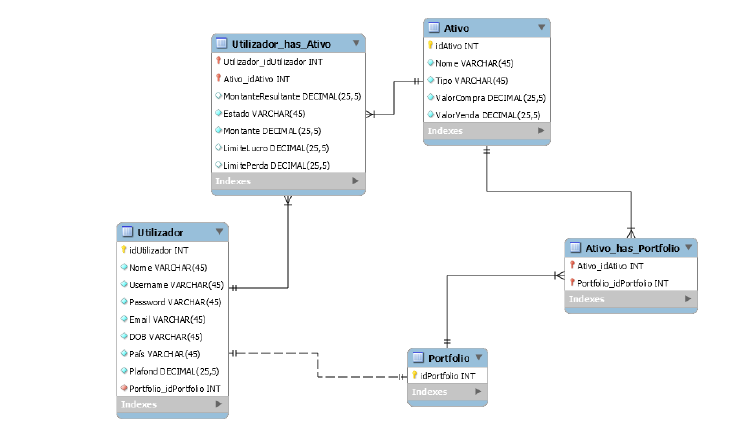 Utilizador_has_Ativo
Utilizador_idUtilizador INT
Ativo_idAtivo INT
MontanteResultante DECIMAL(25,5)
Estado VARCHAR(45)
Montante DECIMAL(25,5)
LimiteLucro DECIMAL(25,5)
LimitePerda DECIMAL(25,5)
Indexes
Ativo
idAtivo INT
Nome VARCHAR(45)
Tipo VARCHAR(45)
ValorCompra DECIMAL(25,5)
ValorVenda DECIMAL(25,5)
Indexes
Utilizador
idUtilizador INT
Nome VARCHAR(45)
Username VARCHAR(45)
Password VARCHAR(45)
Email VARCHAR(45)
DOB VARCHAR(45)
País VARCHAR(45)
Plafond DECIMAL(25,5)
Portfolio_idPortfolio INT
Indexes
Ativo_has_Portfolio
Ativo_idAtivo INT
Portfolio_idPortfolio INT
Indexes
Portfolio
idPortfolio INT
Indexes